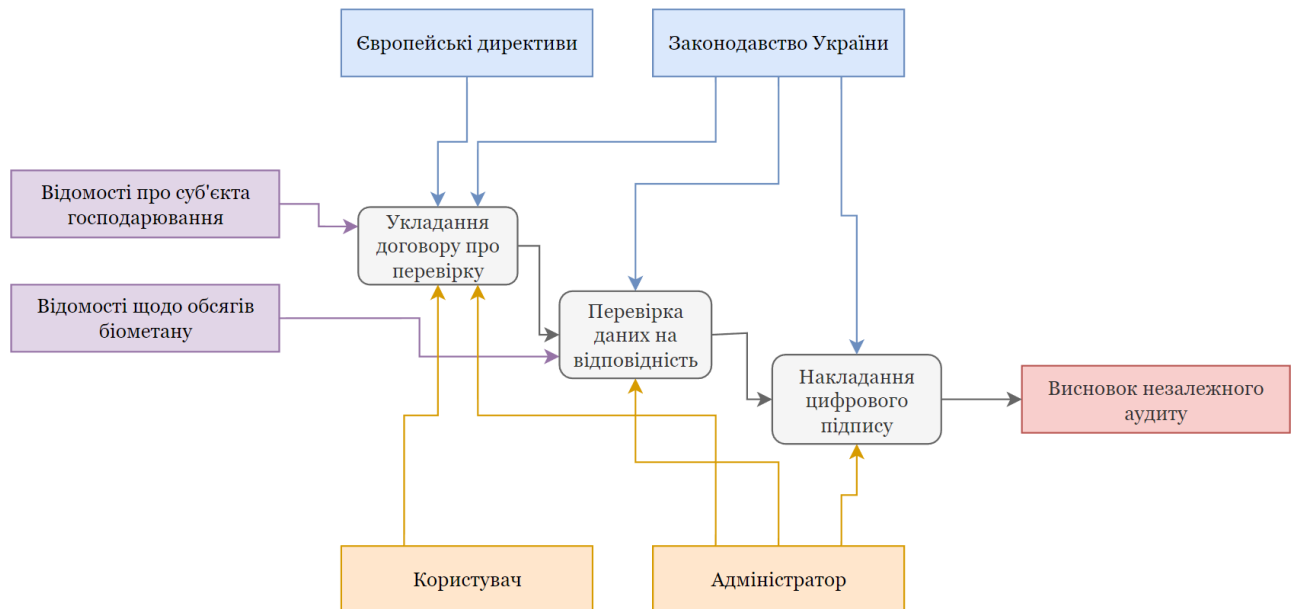 Європейські директиви
Законодавство України
Відомості про суб'єкта
господарювання
Укладання
договору про
перевірку
Відомості щодо обсягів
біометану
Перевірка
даних на
відповідність
Накладання
цифрового
підпису
Висновок незалежного
аудиту
Користувач
Адміністратор